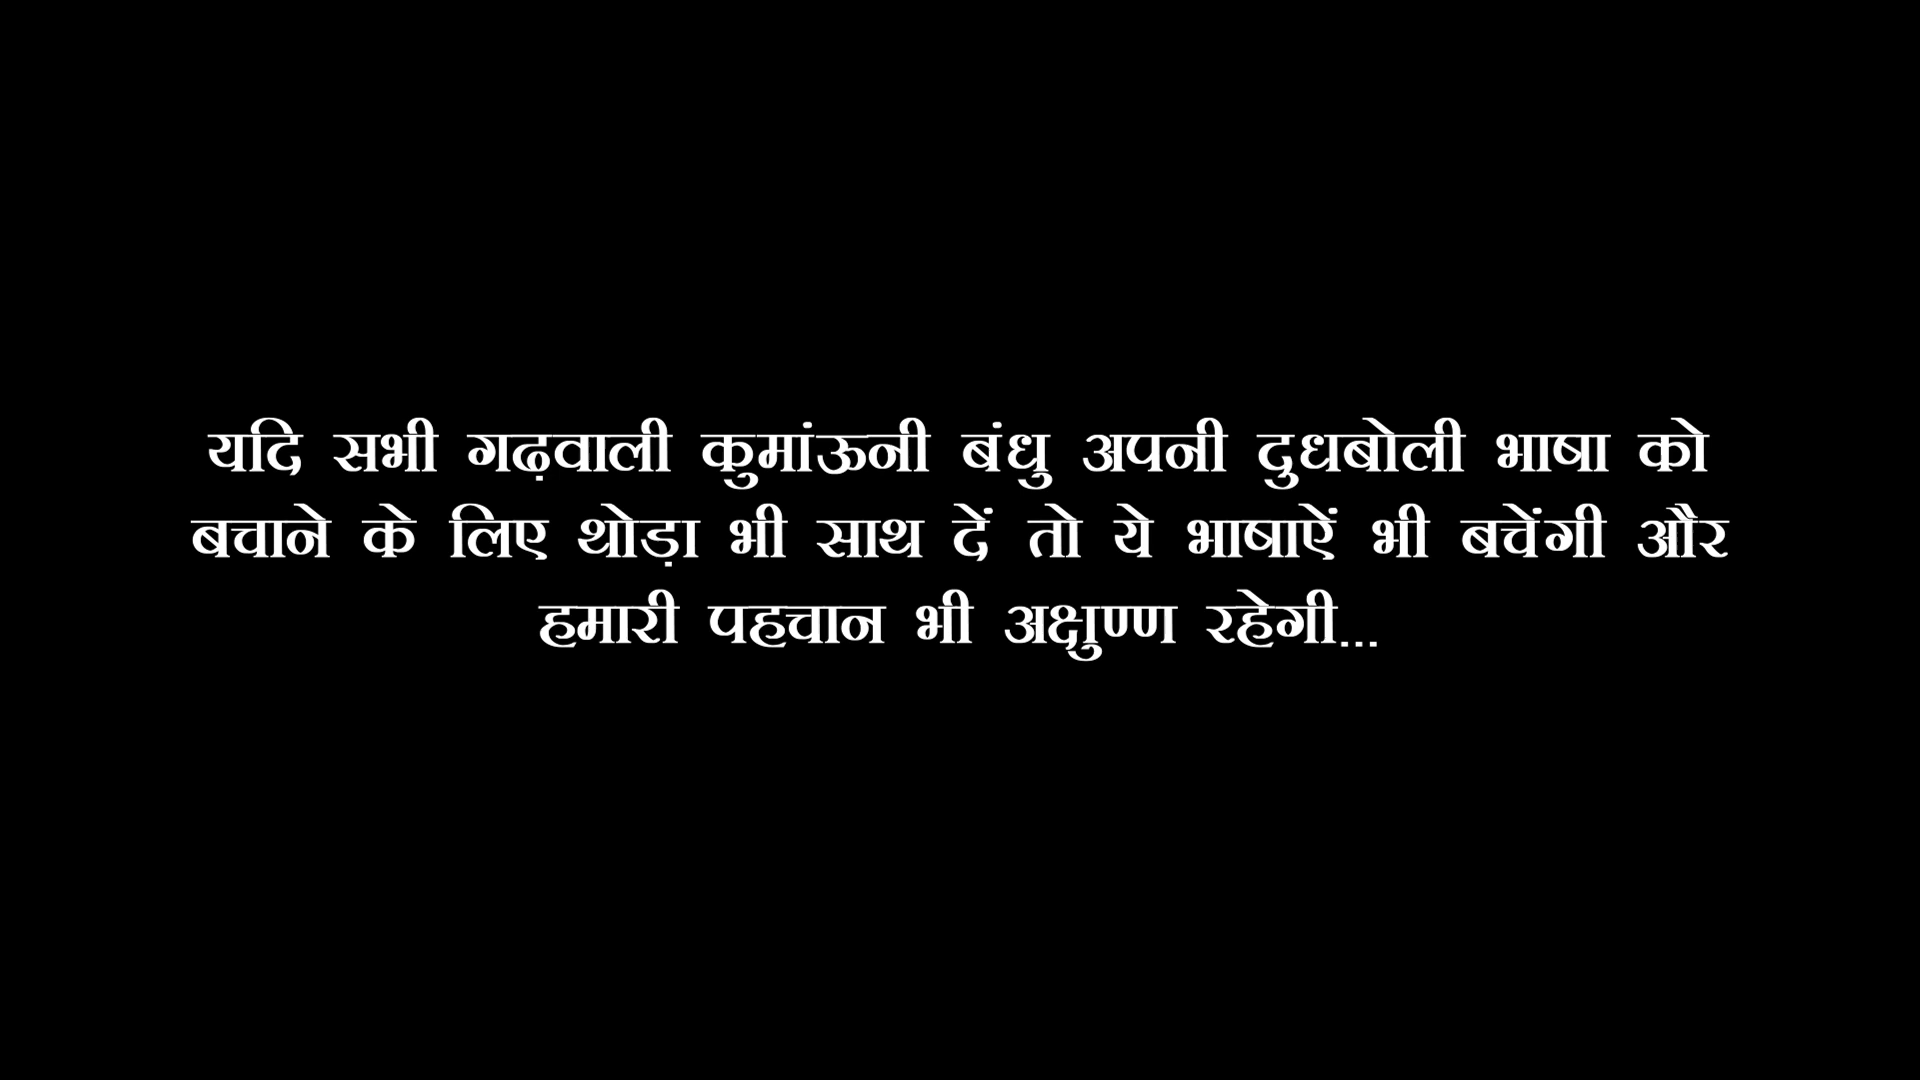 यदि सभी गढ़वाली कुमांऊनी बंधु अपनी दुधबोली भाषा को
बचाने के लिए थोड़ा भी साथ दें तो ये भाषाऐं भी बचेंगी और
हमारी पहचान भी अक्षुण्ण रहेगी...